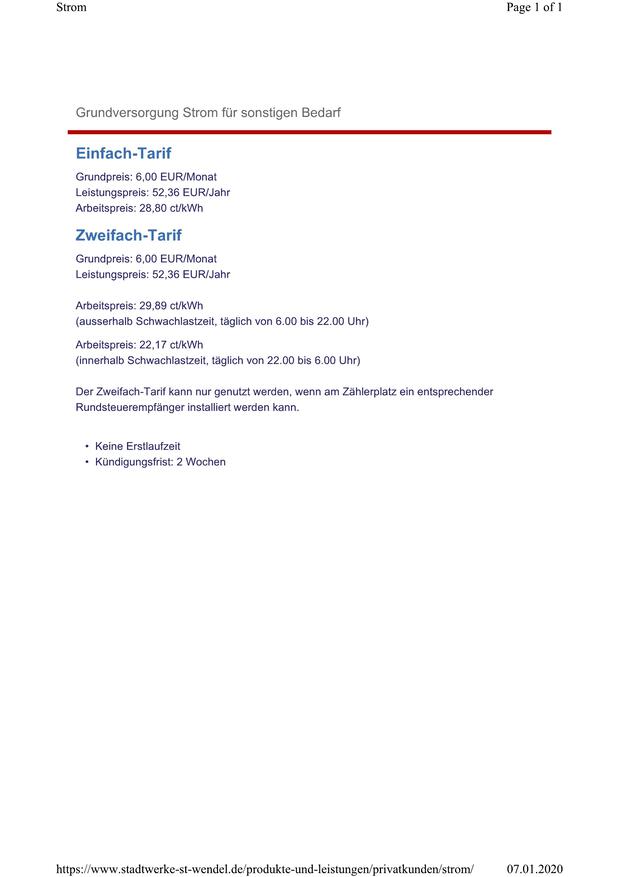 Strom Page 1 of 1
Grundversorgung Strom für sonstigen Bedarf
Einfach-Tarif
Grundpreis: 6,00 EUR/Monat
Leistungspreis: 52,36 EUR/Jahr
Arbeitspreis: 28,80 ct/kWh
Zweifach-Tarif
Grundpreis: 6,00 EUR/Monat
Leistungspreis: 52,36 EUR/Jahr
Arbeitspreis: 29,89 ct/kWh
(ausserhalb Schwachlastzeit, täglich von 6.00 bis 22.00 Uhr)
Arbeitspreis: 22,17 ct/kWh
(innerhalb Schwachlastzeit, täglich von 22.00 bis 6.00 Uhr)
Der Zweifach-Tarif kann nur genutzt werden, wenn am Zählerplatz ein entsprechender
Rundsteuerempfänger installiert werden kann.
• Keine Erstlaufzeit
• Kündigungsfrist: 2 Wochen
https://www.stadtwerke-st-wendel.de/produkte-und-leistungen/privatkunden/strom/ 07.01.2020